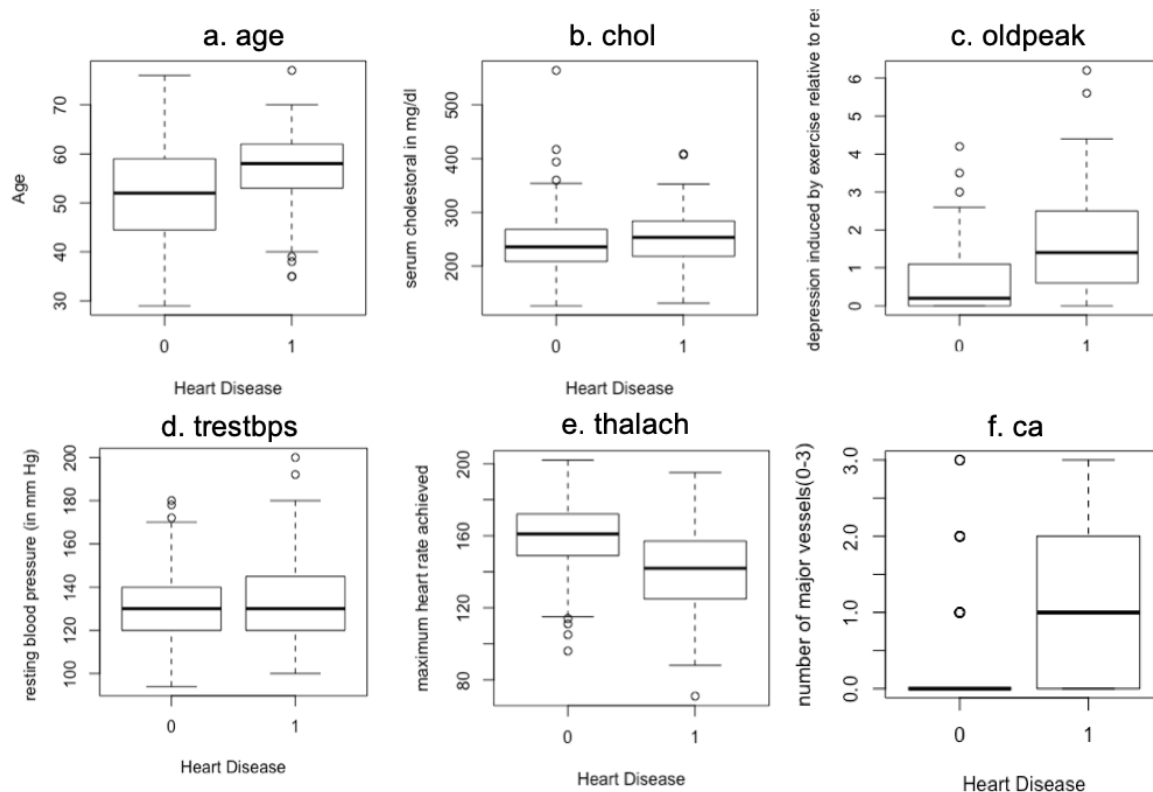 a. age
b. chol
c. oldpeak
Age
30
40
50
60
70
0
1
Heart Disease
serum cholestoral in mg/dl
200
300
400
500
0
1
Heart Disease
depression induced by exercise relative to
0
1
2
3
4
5
6
0
1
d. trestbps
e. thalach
f. ca
resting blood pressure (in mm Hg)
100
120
140
160
180
200
0
1
Heart Disease
maximum heart rate achieved
80
120
160
200
0
1
Heart Disease
number of major vessels(0-3)
0.0
1.0
2.0
3.0
0
1
Heart Disease